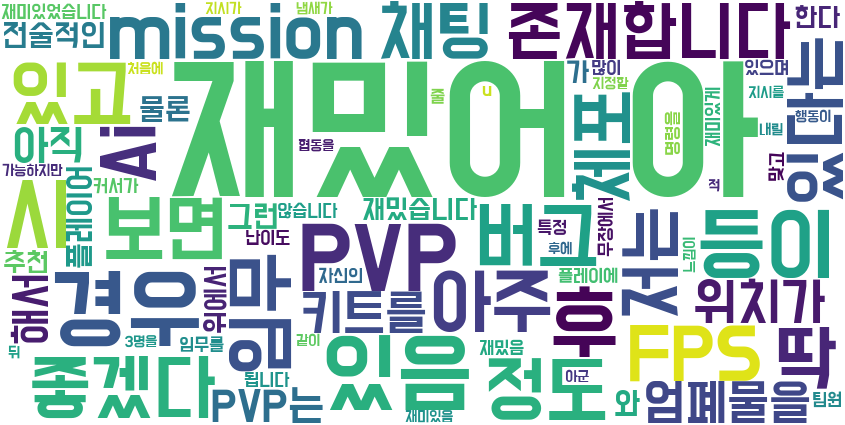 재미있었습니다 지시가 냄새가
전술적인 mission 채팅 존재합니다 한다
처음에 가 많이 있으며
있고 물론 재밌어 아 줄 u 지정할 지시를
아직 Ai 협동을 체포 명령을 재미있게 행동이 있다는
가능하지만 내릴
시 플레이어 커서가 적 맞고
보면 그런 않습니다 재밌습니다 버그 특정 무장에서 저는 등의
추천 난이도 PVP 후에 느낌이
해서 경우 위에서 임무 자신의 키트를 아주 플레이에 후 위치가
뒤 3명을 임무를 같이 재밌음 FPS 딱
좋겠다 됩니다 있음 정도 아군
PVP는 재미있음 와 엄폐물을 팀원